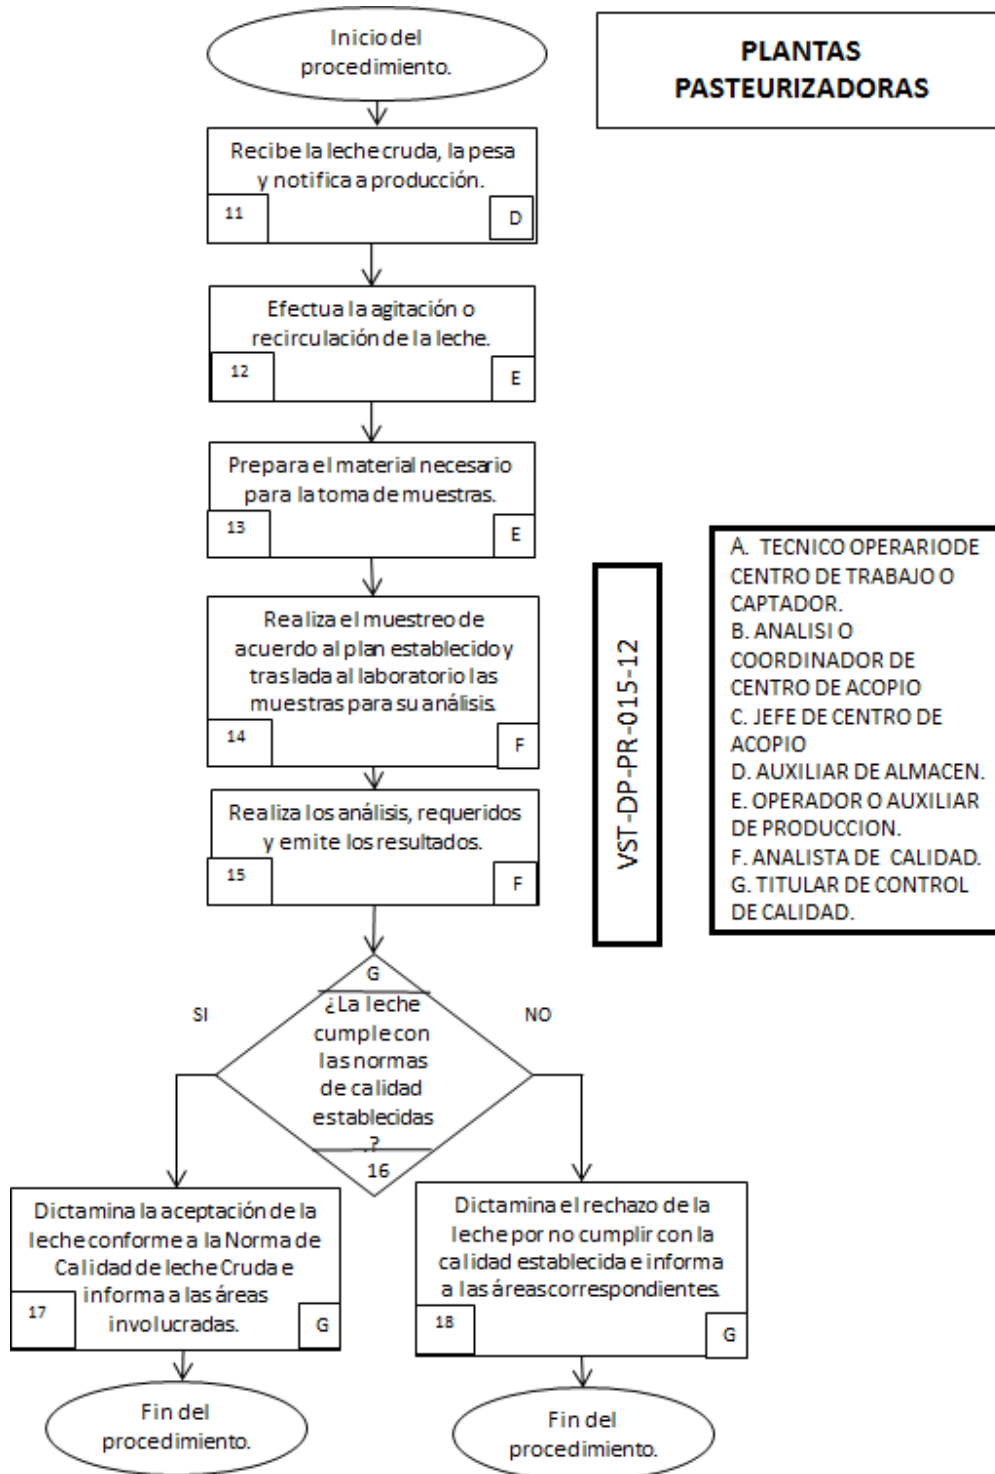 Inicio del
procedimiento.
PLANTAS
PASTEURIZADORAS
Recibe la leche cruda, la pesa
y notifica a producción.
11
D
Efectua la agitación o
recirculación de la leche.
12
E
Prepara el material necesario
para la toma de muestras.
13
E
Realiza el muestreo de
acuerdo al plan establecido y
traslada al laboratorio las
muestras para su análisis.
14
F
Realiza los análisis, requeridos
y emite los resultados.
15
F
VST-DP-PR-015-12
A. TECNICO OPERARIODE
CENTRO DE TRABAJO O
CAPTADOR.
B. ANALISI O
COORDINADOR DE
CENTRO DE ACOPIO
C. JEFE DE CENTRO DE
ACOPIO
D. AUXILIAR DE ALMACEN.
E. OPERADOR O AUXILIAR
DE PRODUCCION.
F. ANALISTA DE CALIDAD.
G. TITULAR DE CONTROL
DE CALIDAD.
G
¿La leche
cumple con
las normas
de calidad
establecidas
.?
16
SI
NO
Dictamina la aceptación de la
leche conforme a la Norma de
Calidad de leche Cruda e
informa a las áreas
involucradas.
17
G
Dictamina el rechazo de la
leche por no cumplir con la
calidad establecida e informa
a las áreas correspondientes.
18
G
Fin del
procedimiento.
Fin del
procedimiento.